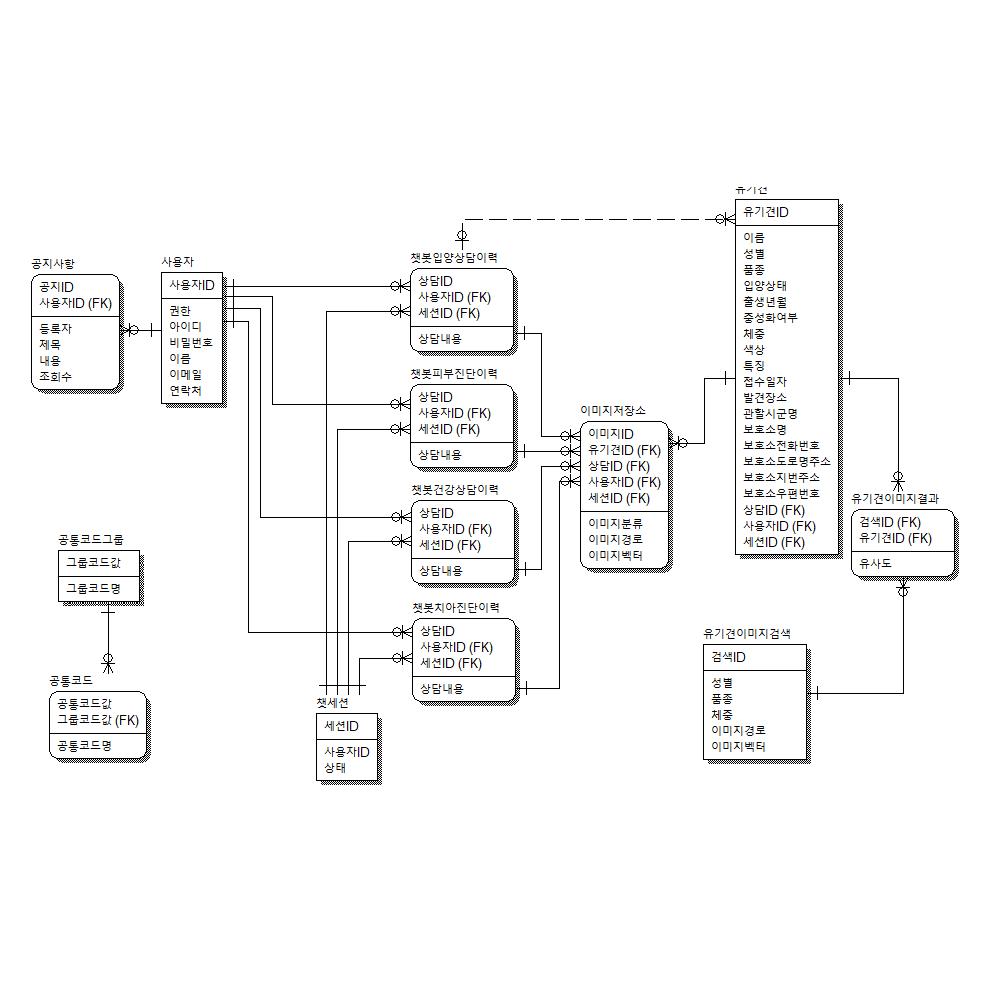 유기견
유기견ID
이름
성별
품종
입양상태
출생년월
중성화여부
체중
색상
특징
접수일자
발견장소
관할시군명
보호소명
보호소전화번호
보호소도로명주소
보호소지번주소
보호소우편번호
상담ID (FK)
사용자ID (FK)
세션ID (FK)
공지사항
공지ID
사용자ID (FK)
등록자
제목
내용
조회수
사용자
사용자ID
권한
아이디
비밀번호
이름
이메일
연락처
챗봇입양상담이력
상담ID
사용자ID (FK)
세션ID (FK)
상담내용
챗봇피부진단이력
상담ID
사용자ID (FK)
세션ID (FK)
상담내용
챗봇건강상담이력
상담ID
사용자ID (FK)
세션ID (FK)
상담내용
챗봇치아진단이력
상담ID
사용자ID (FK)
세션ID (FK)
상담내용
이미지저장소
이미지ID
유기견ID (FK)
상담ID (FK)
사용자ID (FK)
세션ID (FK)
이미지분류
이미지경로
이미지벡터
유기견이미지결과
검색ID (FK)
유기견ID (FK)
유사도
공통코드그룹
그룹코드값
그룹코드명
공통코드
공통코드값
그룹코드값 (FK)
공통코드명
챗세션
세션ID
사용자ID
상태
유기견이미지검색
검색ID
성별
품종
체중
이미지경로
이미지벡터